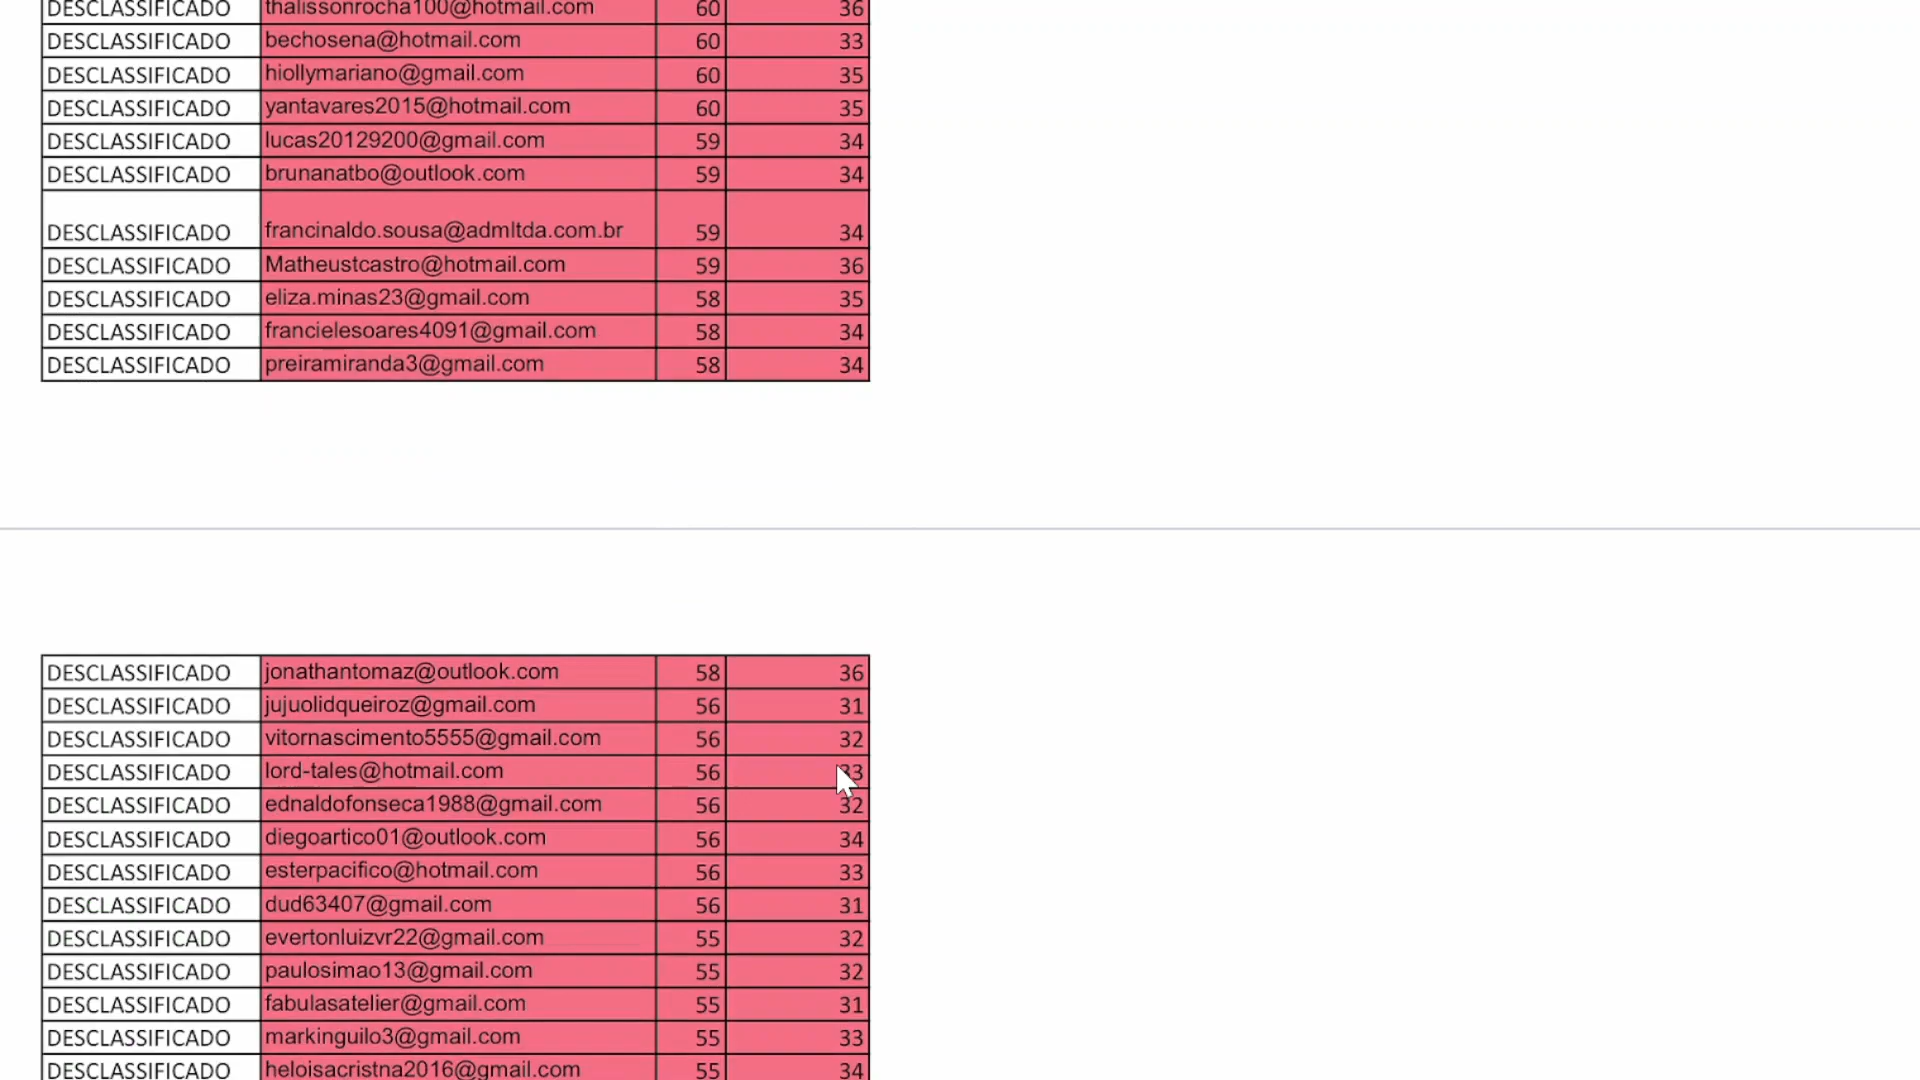 DESCLASSIFICADO thalissonrocha100@hotmail.com 60 36
DESCLASSIFICADO bechosena@hotmail.com 60 33
DESCLASSIFICADO hiollymariano@gmail.com 60 35
DESCLASSIFICADO yantavares2015@hotmail.com 60 35
DESCLASSIFICADO lucas20129200@gmail.com 59 34
DESCLASSIFICADO brunanatbo@outlook.com 59 34
DESCLASSIFICADO francinaldo.sousa@admltda.com.br 59 34
DESCLASSIFICADO Matheustcastro@hotmail.com 59 36
DESCLASSIFICADO eliza.minas23@gmail.com 58 35
DESCLASSIFICADO francielesoares4091@gmail.com 58 34
DESCLASSIFICADO preiramiranda3@gmail.com 58 34
DESCLASSIFICADO jonathantomaz@outlook.com 58 36
DESCLASSIFICADO jujuolidqueiroz@gmail.com 56 31
DESCLASSIFICADO vitornascimento5555@gmail.com 56 32
DESCLASSIFICADO lord-tales@hotmail.com 56 33
DESCLASSIFICADO ednaldofonseca1988@gmail.com 56 32
DESCLASSIFICADO diegoartico01@outlook.com 56 34
DESCLASSIFICADO esterpacifico@hotmail.com 56 33
DESCLASSIFICADO dud63407@gmail.com 56 31
DESCLASSIFICADO evertonluizvr22@gmail.com 55 32
DESCLASSIFICADO paulosimao13@gmail.com 55 32
DESCLASSIFICADO fabulasatelier@gmail.com 55 31
DESCLASSIFICADO markinguilo3@gmail.com 55 33
DESCLASSIFICADO heloisacristna2016@gmail.com 55 34